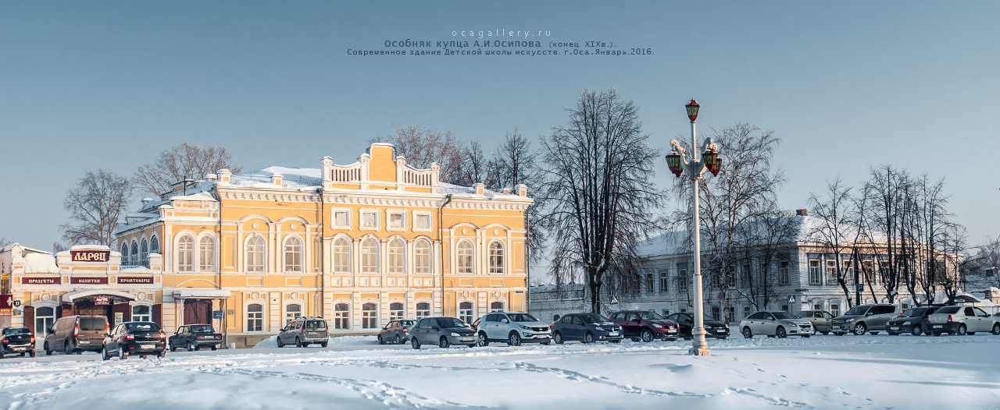 ocagallery.ru
Особняк купца А.И.Осипова (конец XIXв.).
Современное здание Детской школы искусств. г.Оса.Январь.2016.
ЛАРЕЦ
ПРОДУКТЫ НАПИТКИ ПРОМТОВАРЫ
ЛАРЕЦ